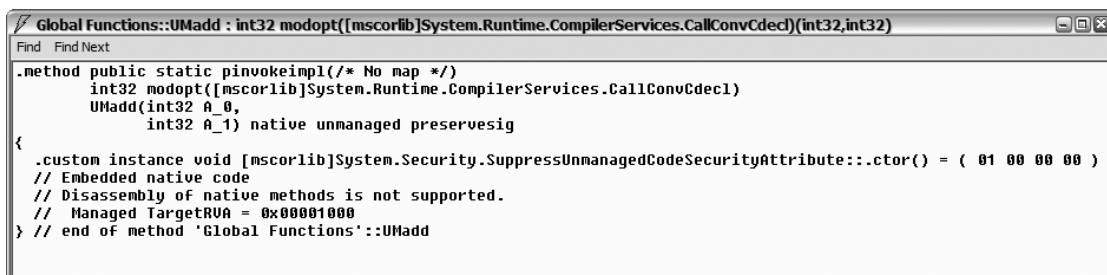 Global Functions::UMadd : int32 modopt([mscorlib]System.Runtime.CompilerServices.CallConvCdecl)(int32,int32)
Find Find Next
.method public static pinvokeimpl(/* No map */)
int32 modopt([mscorlib]System.Runtime.CompilerServices.CallConvCdecl)
UMadd(int32 A_0,
int32 A_1) native unmanaged preservesig
{
.custom instance void [mscorlib]System.Security.SuppressUnmanagedCodeSecurityAttribute::.ctor() = ( 01 00 00 00 )
// Embedded native code
// Disassembly of native methods is not supported.
// Managed TargetRVA = 0x00001000
} // end of method 'Global Functions'::UMadd